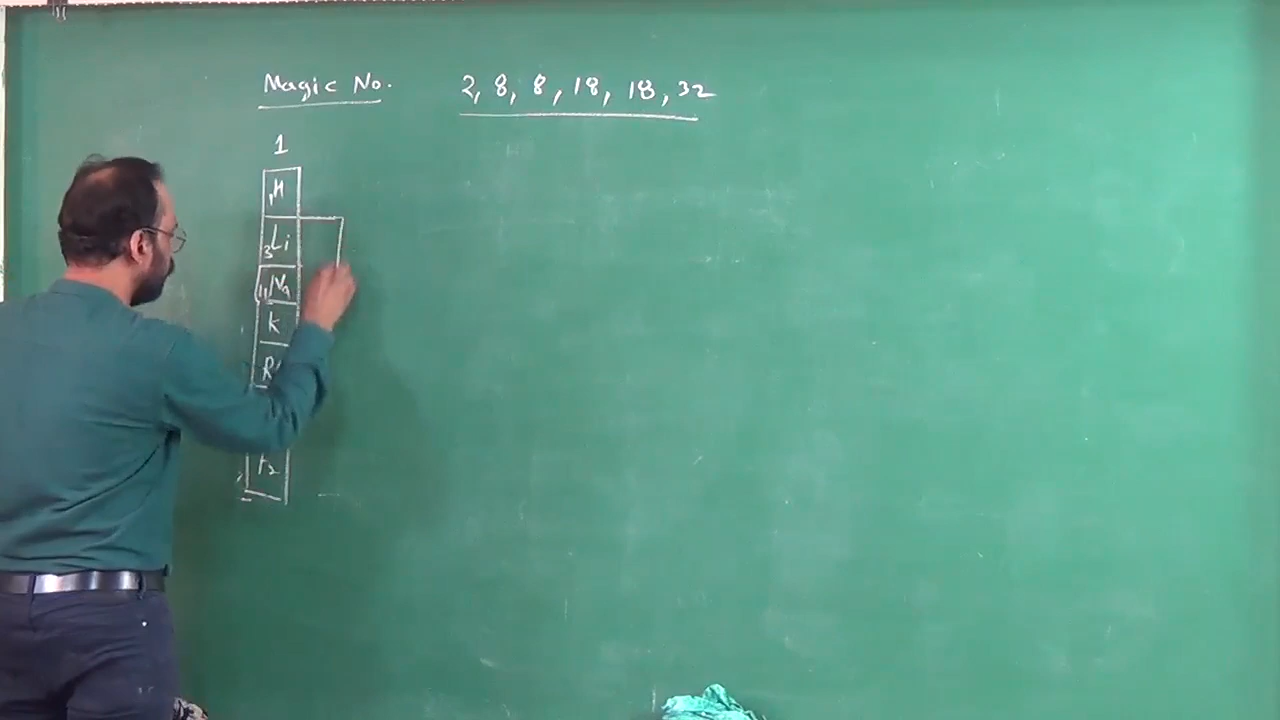 Magic No. 2, 8, 8, 18, 18, 32
1
1H
3Li
11Na
K